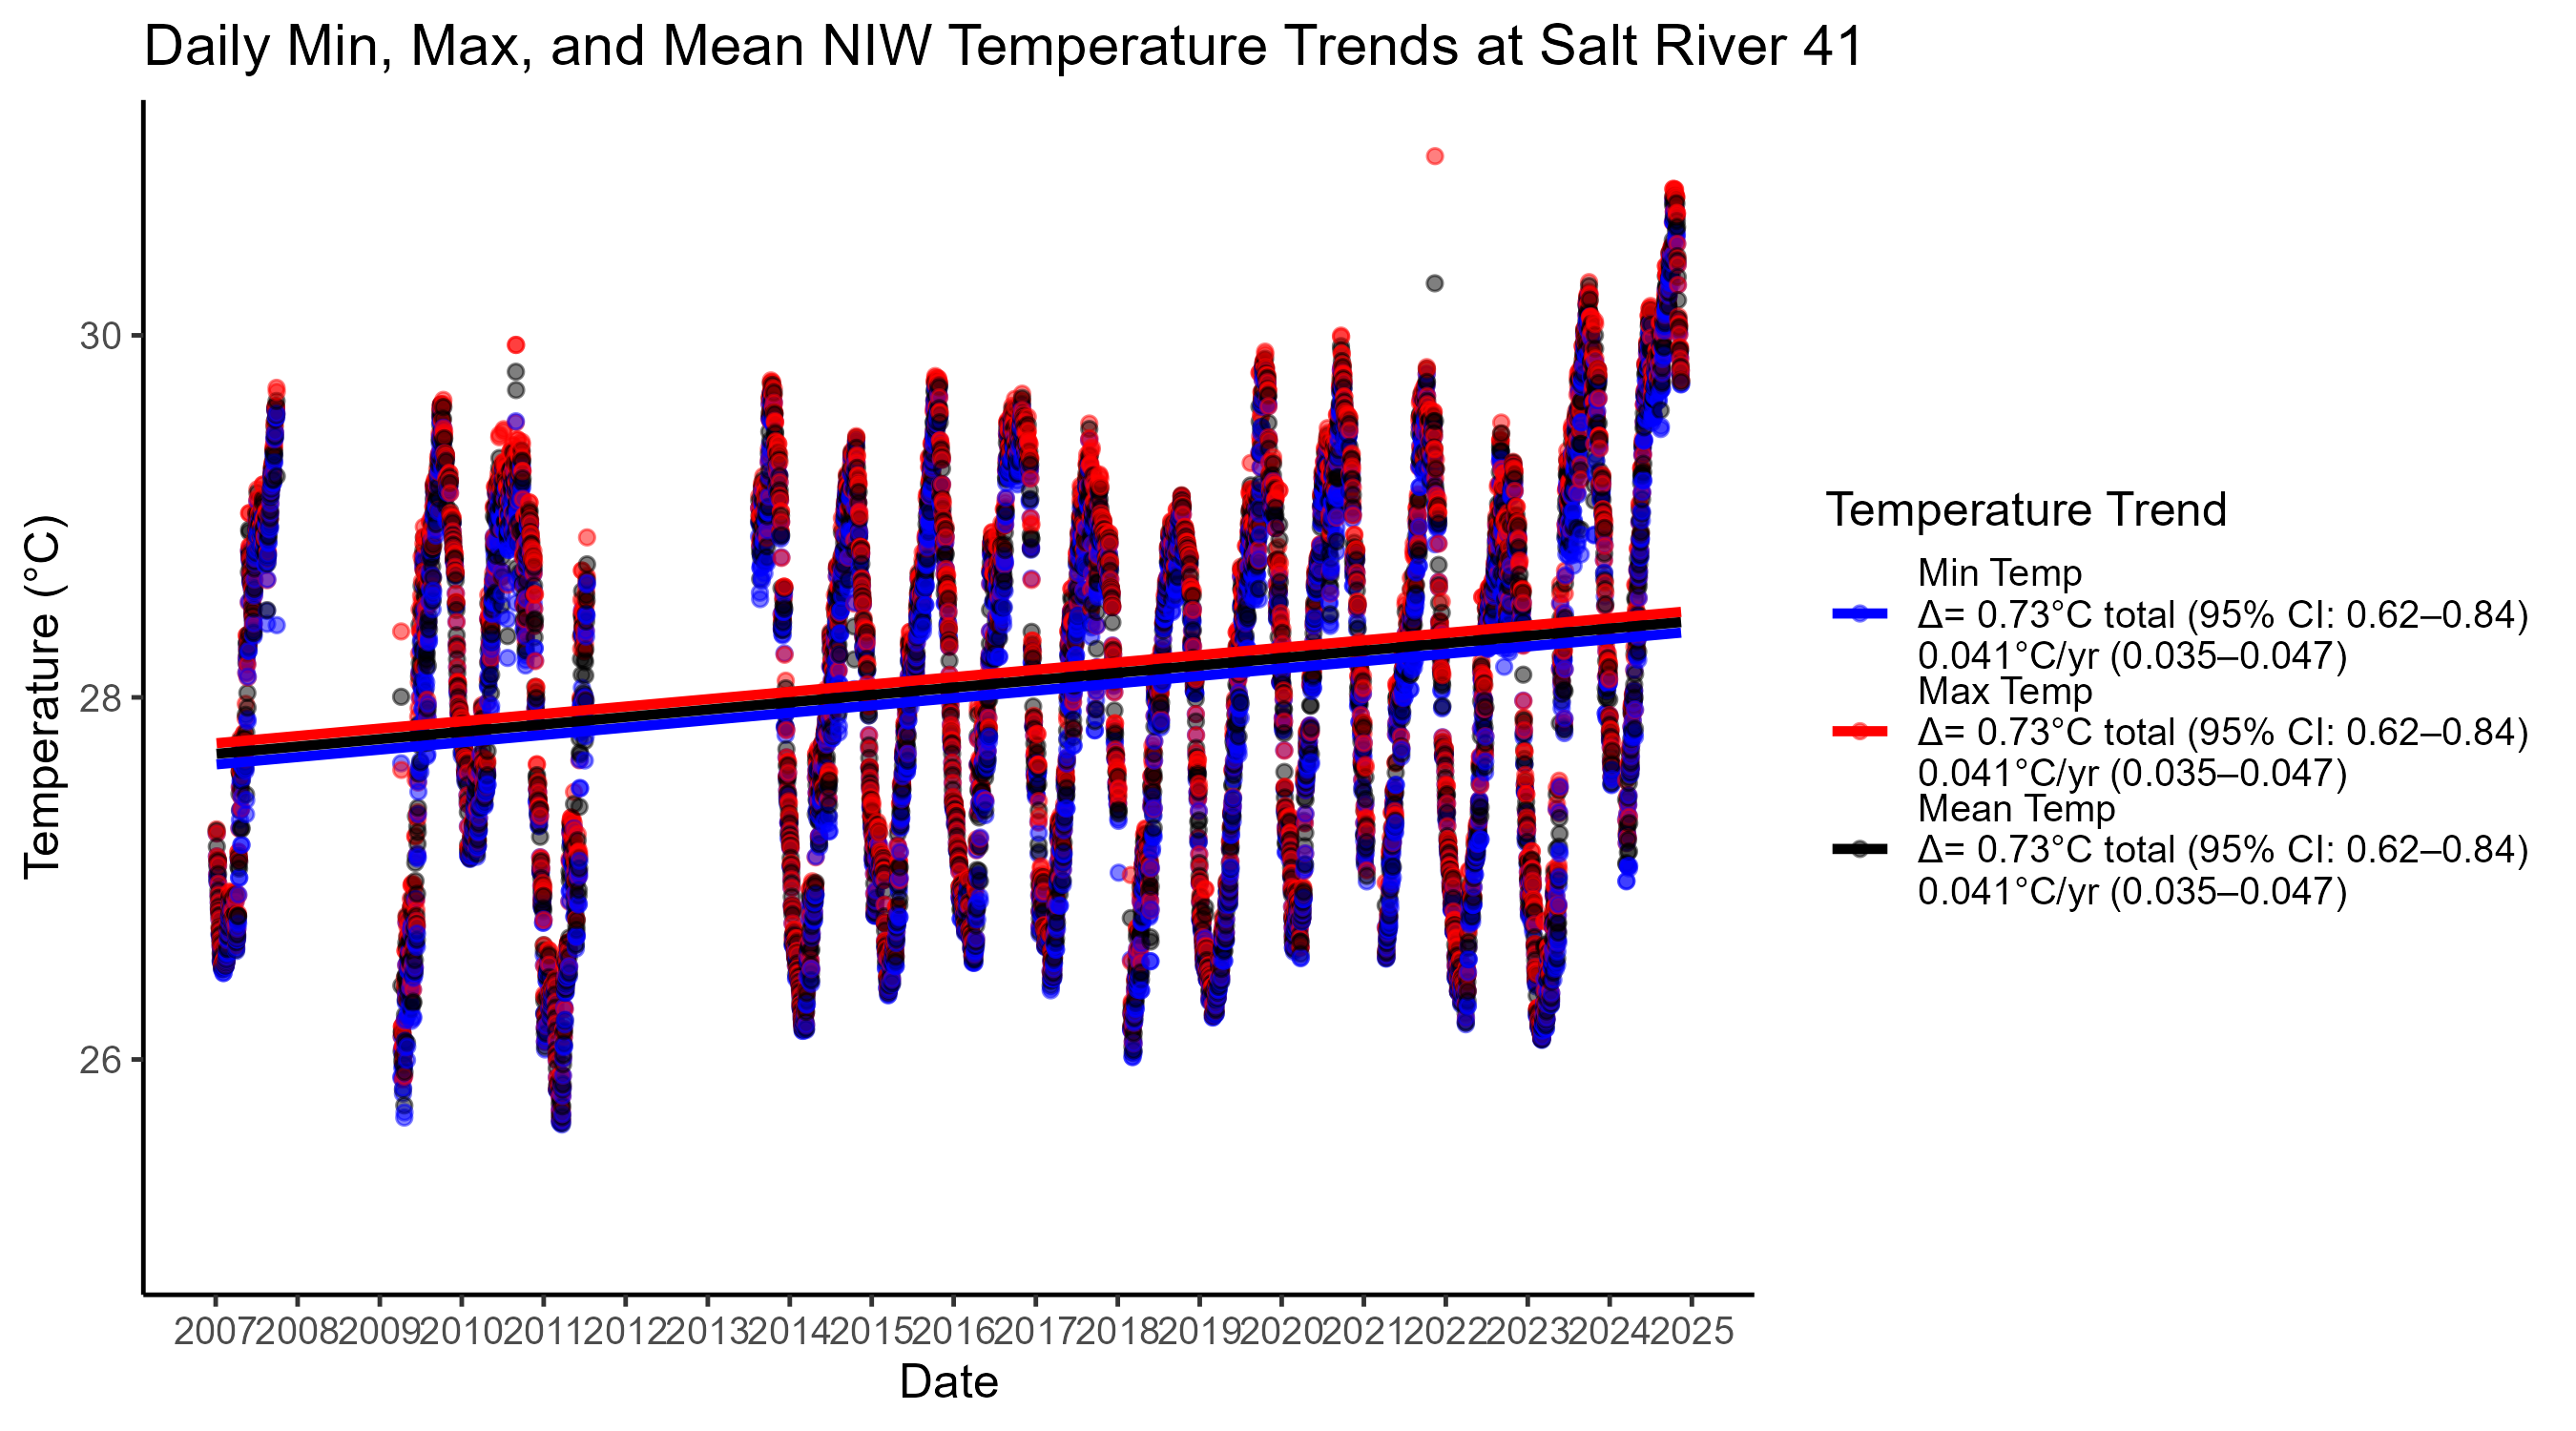 Daily Min, Max, and Mean NIW Temperature Trends at Salt River 41
Temperature (°C)
30
28
26
2007 2008 2009 2010 2011 2012 2013 2014 2015 2016 2017 2018 2019 2020 2021 2022 2023 2024 2025
Date
Temperature Trend
Min Temp
Δ= 0.73°C total (95% CI: 0.62–0.84)
0.041°C/yr (0.035–0.047)
Max Temp
Δ= 0.73°C total (95% CI: 0.62–0.84)
0.041°C/yr (0.035–0.047)
Mean Temp
Δ= 0.73°C total (95% CI: 0.62–0.84)
0.041°C/yr (0.035–0.047)